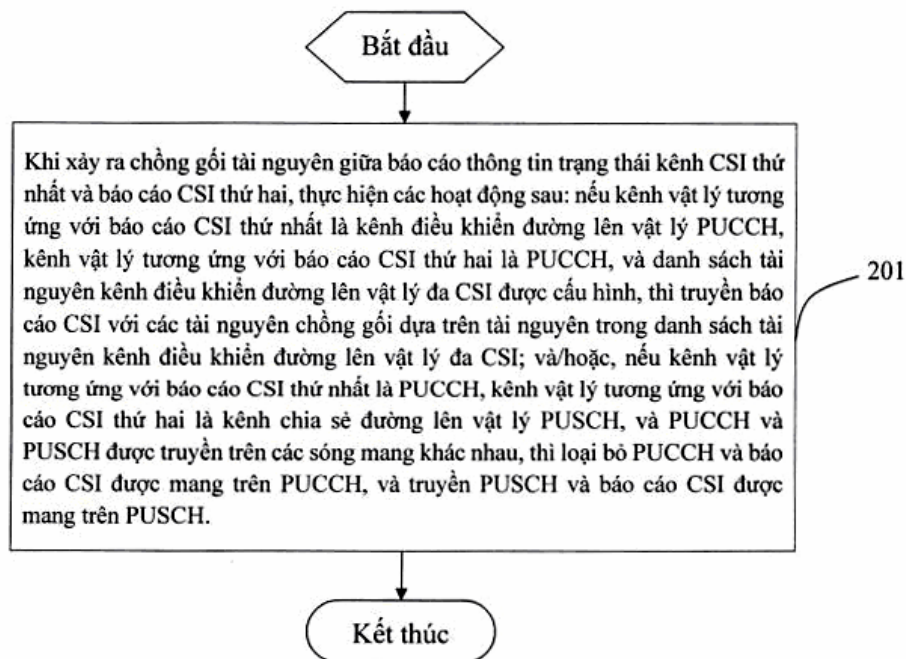 Bắt đầu
Khi xảy ra chồng gối tài nguyên giữa báo cáo thông tin trạng thái kênh CSI thứ
nhất và báo cáo CSI thứ hai, thực hiện các hoạt động sau: nếu kênh vật lý tương
ứng với báo cáo CSI thứ nhất là kênh điều khiển đường lên vật lý PUCCH,
kênh vật lý tương ứng với báo cáo CSI thứ hai là PUCCH, và danh sách tài
nguyên kênh điều khiển đường lên vật lý đa CSI được cấu hình, thì truyền báo
cáo CSI với các tài nguyên chồng gối dựa trên tài nguyên trong danh sách tài
nguyên kênh điều khiển đường lên vật lý đa CSI; và/hoặc, nếu kênh vật lý
tương ứng với báo cáo CSI thứ nhất là PUCCH, kênh vật lý tương ứng với báo
cáo CSI thứ hai là kênh chia sẻ đường lên vật lý PUSCH, và PUCCH và
PUSCH được truyền trên các sóng mang khác nhau, thì loại bỏ PUCCH và báo
cáo CSI được mang trên PUCCH, và truyền PUSCH và báo cáo CSI được
mang trên PUSCH.
201
Kết thúc